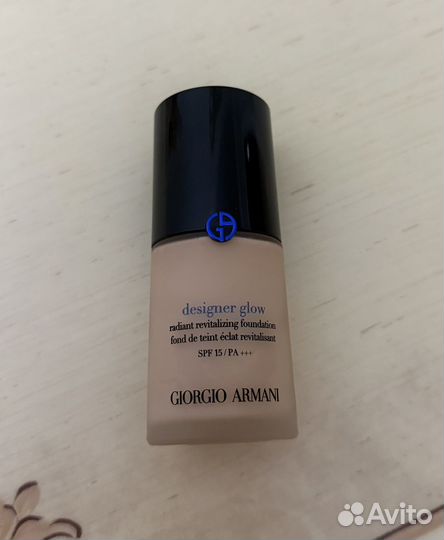 designer glow
radiant revitalizing foundation
fond de teint éclat revitalisant
SPF 15 / PA +++
GIORGIO ARMANI
Avito